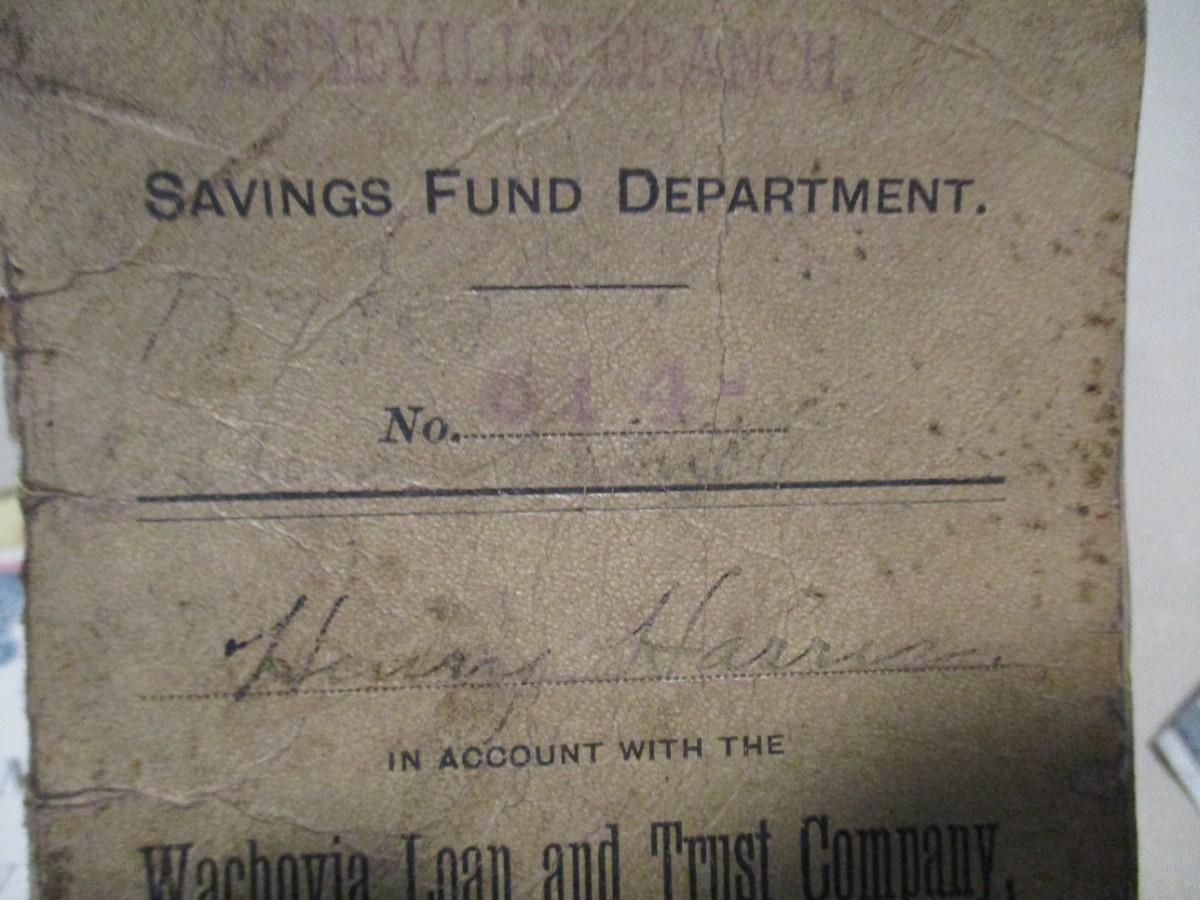 ASHEVILLE BRANCH,
SAVINGS FUND DEPARTMENT.
No. 614-
Henry Harris.
IN ACCOUNT WITH THE
Wachovia Loan and Trust Company,